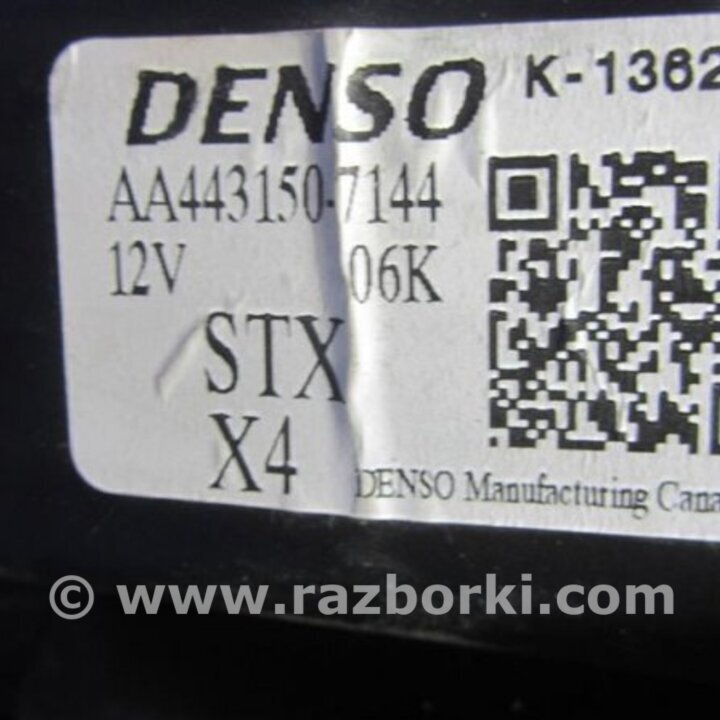 DENSO K-1362
AA443150-7144
12V 06K
STX
X4
DENSO Manufacturing Cana
© www.razborki.com